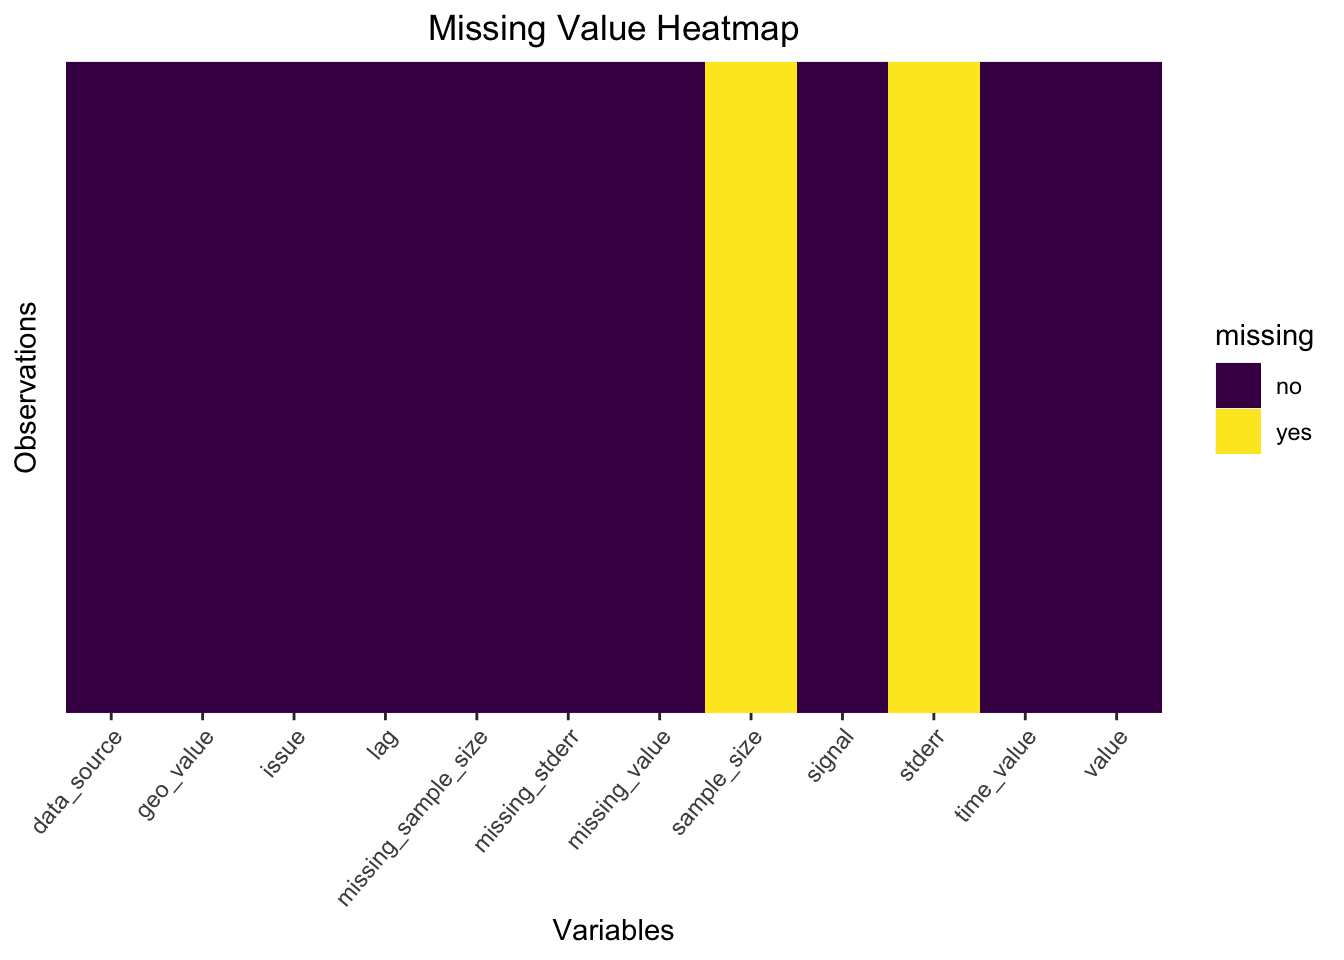 Missing Value Heatmap
Observations
missing
no
yes
data_source
geo_value
issue
lag
missing_sample_size
missing_stderr
missing_value
sample_size
signal
stderr
time_value
value
Variables